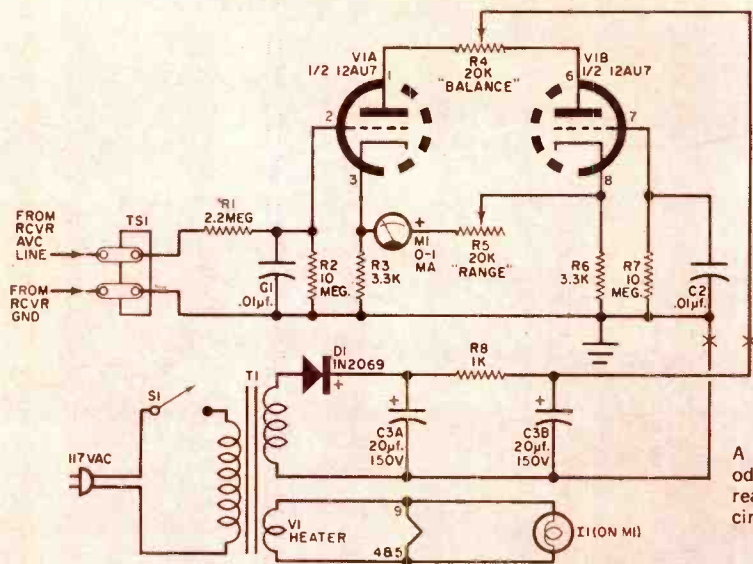 V1A
1/2 12AU7
R4
20K
"BALANCE"
V1B
1/2 12AU7
1
6
2
7
3
8
FROM
RCVR
AVC
LINE
TS1
R1
2.2MEG
FROM
RCVR
GND
C1
.01μf.
R2
10
MEG.
R3
3.3K
+
M1
0-1
MA
R5
20K
"RANGE"
R6
3.3K
R7
10
MEG.
C2
.01μf.
D1
1N2069
+
R8
1K
S1
T1
117VAC
+
C3A
20μf.
150V
+
C3B
20μf.
150V
V1
HEATER
9
4&5
I1(ON M1)
A
od
rea
cir